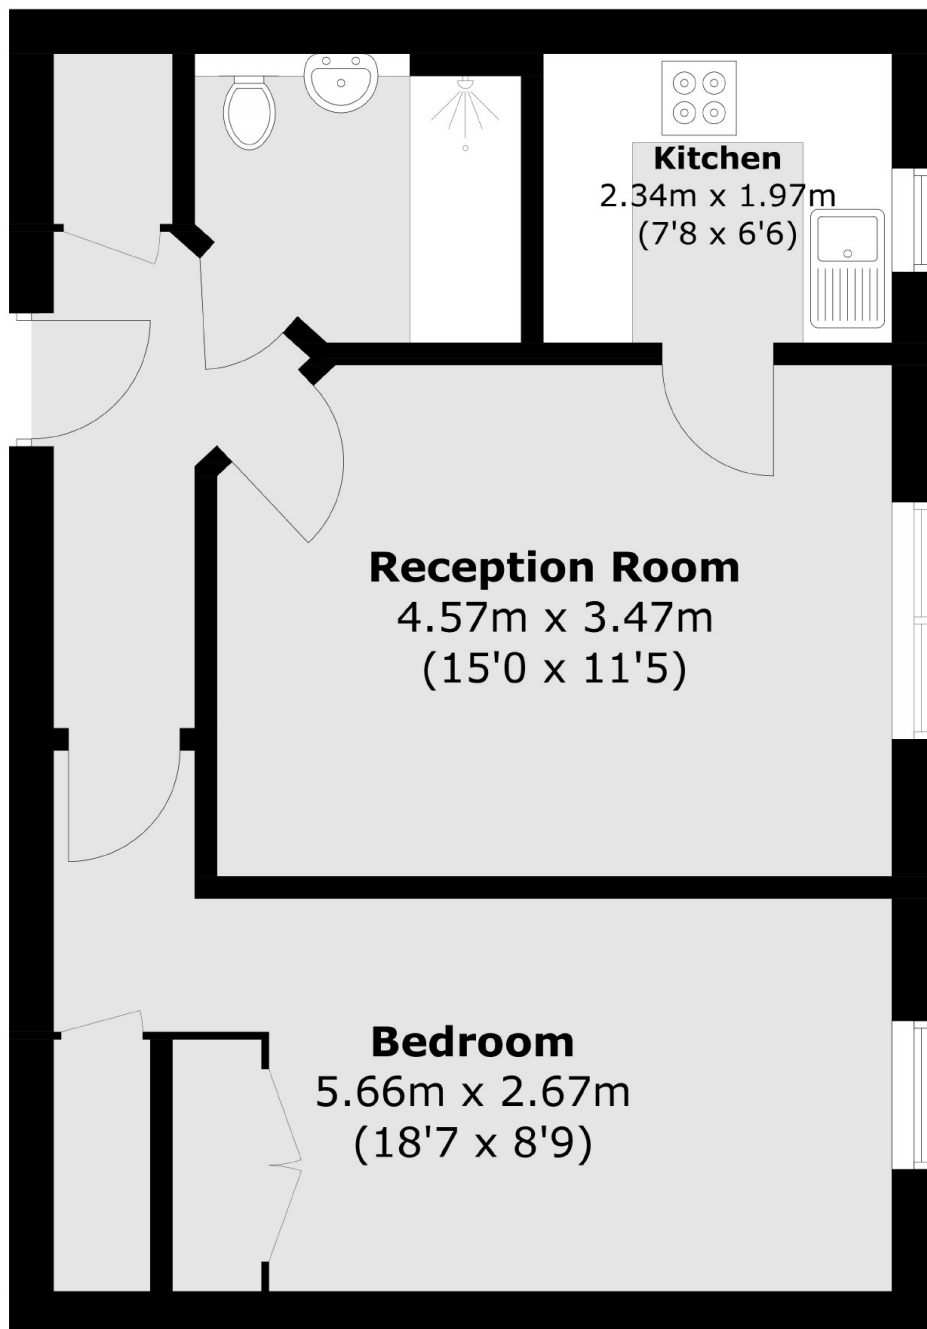 Kitchen
2.34m x 1.97m
(7'8 x 6'6)
Reception Room
4.57m x 3.47m
(15'0 x 11'5)
Bedroom
5.66m x 2.67m
(18'7 x 8'9)